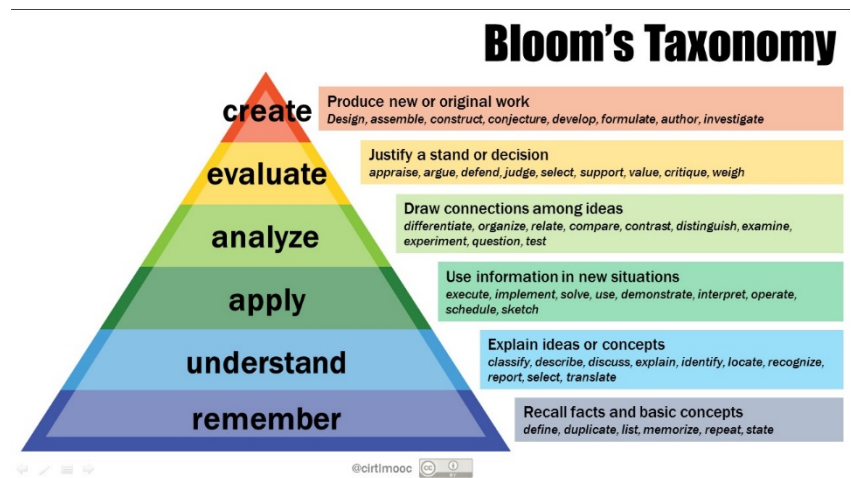 Bloom's Taxonomy
create
Produce new or original work
Design, assemble, construct, conjecture, develop, formulate, author, investigate
evaluate
Justify a stand or decision
appraise, argue, defend, judge, select, support, value, critique, weigh
analyze
Draw connections among ideas
differentiate, organize, relate, compare, contrast, distinguish, examine,
experiment, question, test
apply
Use information in new situations
execute, implement, solve, use, demonstrate, interpret, operate,
schedule, sketch
understand
Explain ideas or concepts
classify, describe, discuss, explain, identify, locate, recognize,
report, select, translate
remember
Recall facts and basic concepts
define, duplicate, list, memorize, repeat, state
@cirtlmooc
cc
BY